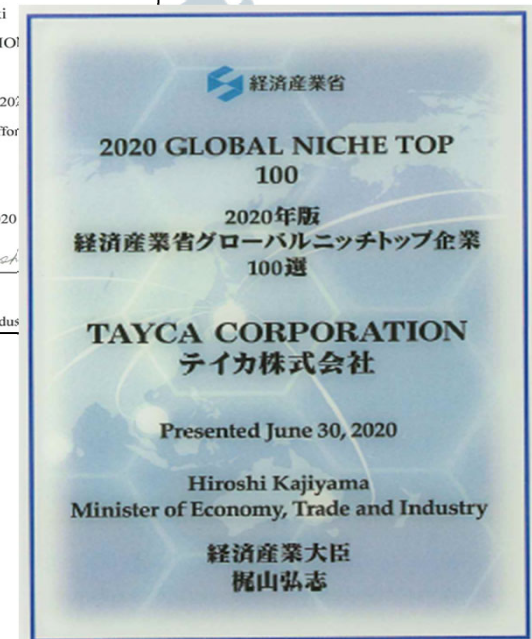 経済産業省
2020 GLOBAL NICHE TOP
100
2020年版
経済産業省グローバルニッチトップ企業
100選
TAYCA CORPORATION
テイカ株式会社
Presented June 30, 2020
Hiroshi Kajiyama
Minister of Economy, Trade and Industry
経済産業大臣
梶山弘志